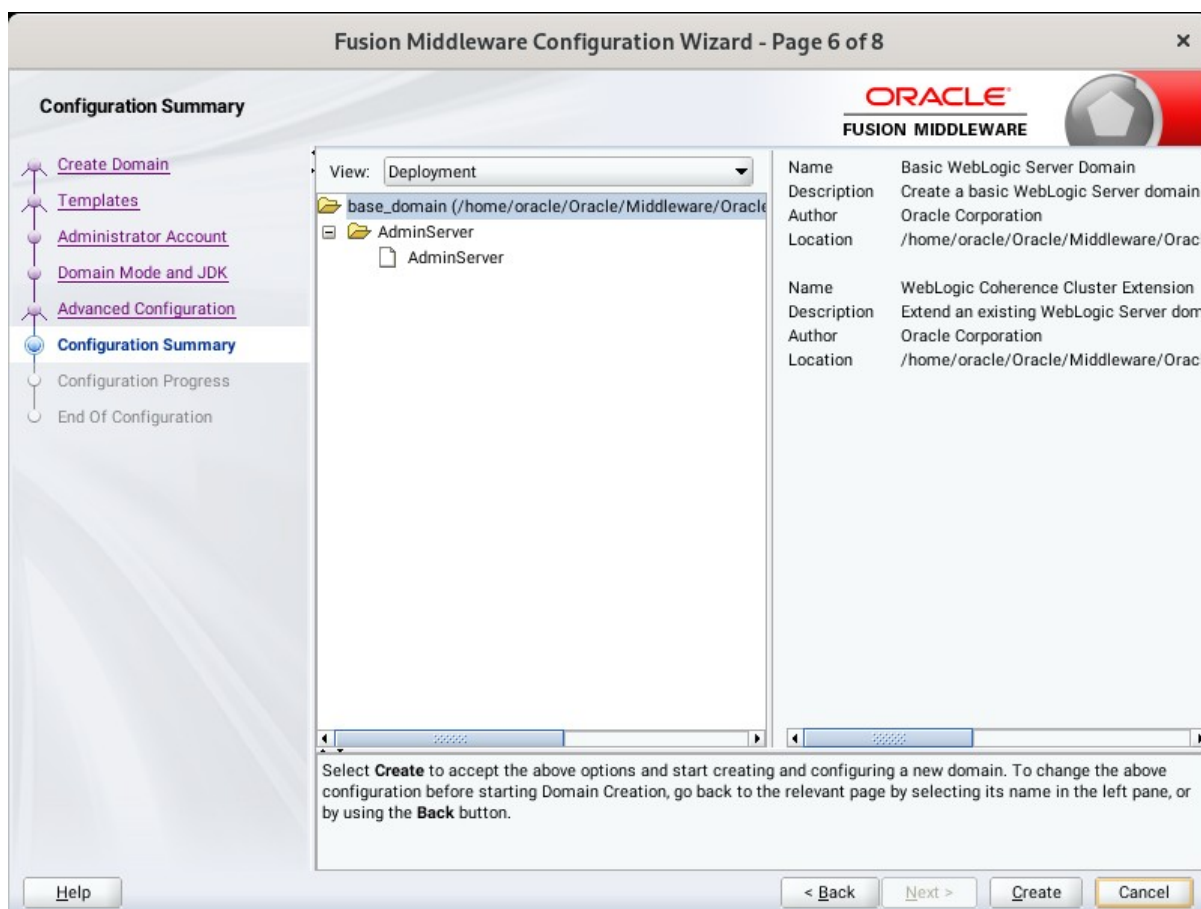 Fusion Middleware Configuration Wizard - Page 6 of 8
Configuration Summary
ORACLE
FUSION MIDDLEWARE
Create Domain
Templates
Administrator Account
Domain Mode and JDK
Advanced Configuration
Configuration Summary
Configuration Progress
End Of Configuration
View: Deployment
base_domain (/home/oracle/Oracle/Middleware/Oracle
AdminServer
AdminServer
Name Basic WebLogic Server Domain
Description Create a basic WebLogic Server domain
Author Oracle Corporation
Location /home/oracle/Oracle/Middleware/Orac
Name WebLogic Coherence Cluster Extension
Description Extend an existing WebLogic Server dom
Author Oracle Corporation
Location /home/oracle/Oracle/Middleware/Orac
Select Create to accept the above options and start creating and configuring a new domain. To change the above
configuration before starting Domain Creation, go back to the relevant page by selecting its name in the left pane, or
by using the Back button.
Help
< Back
Next >
Create
Cancel